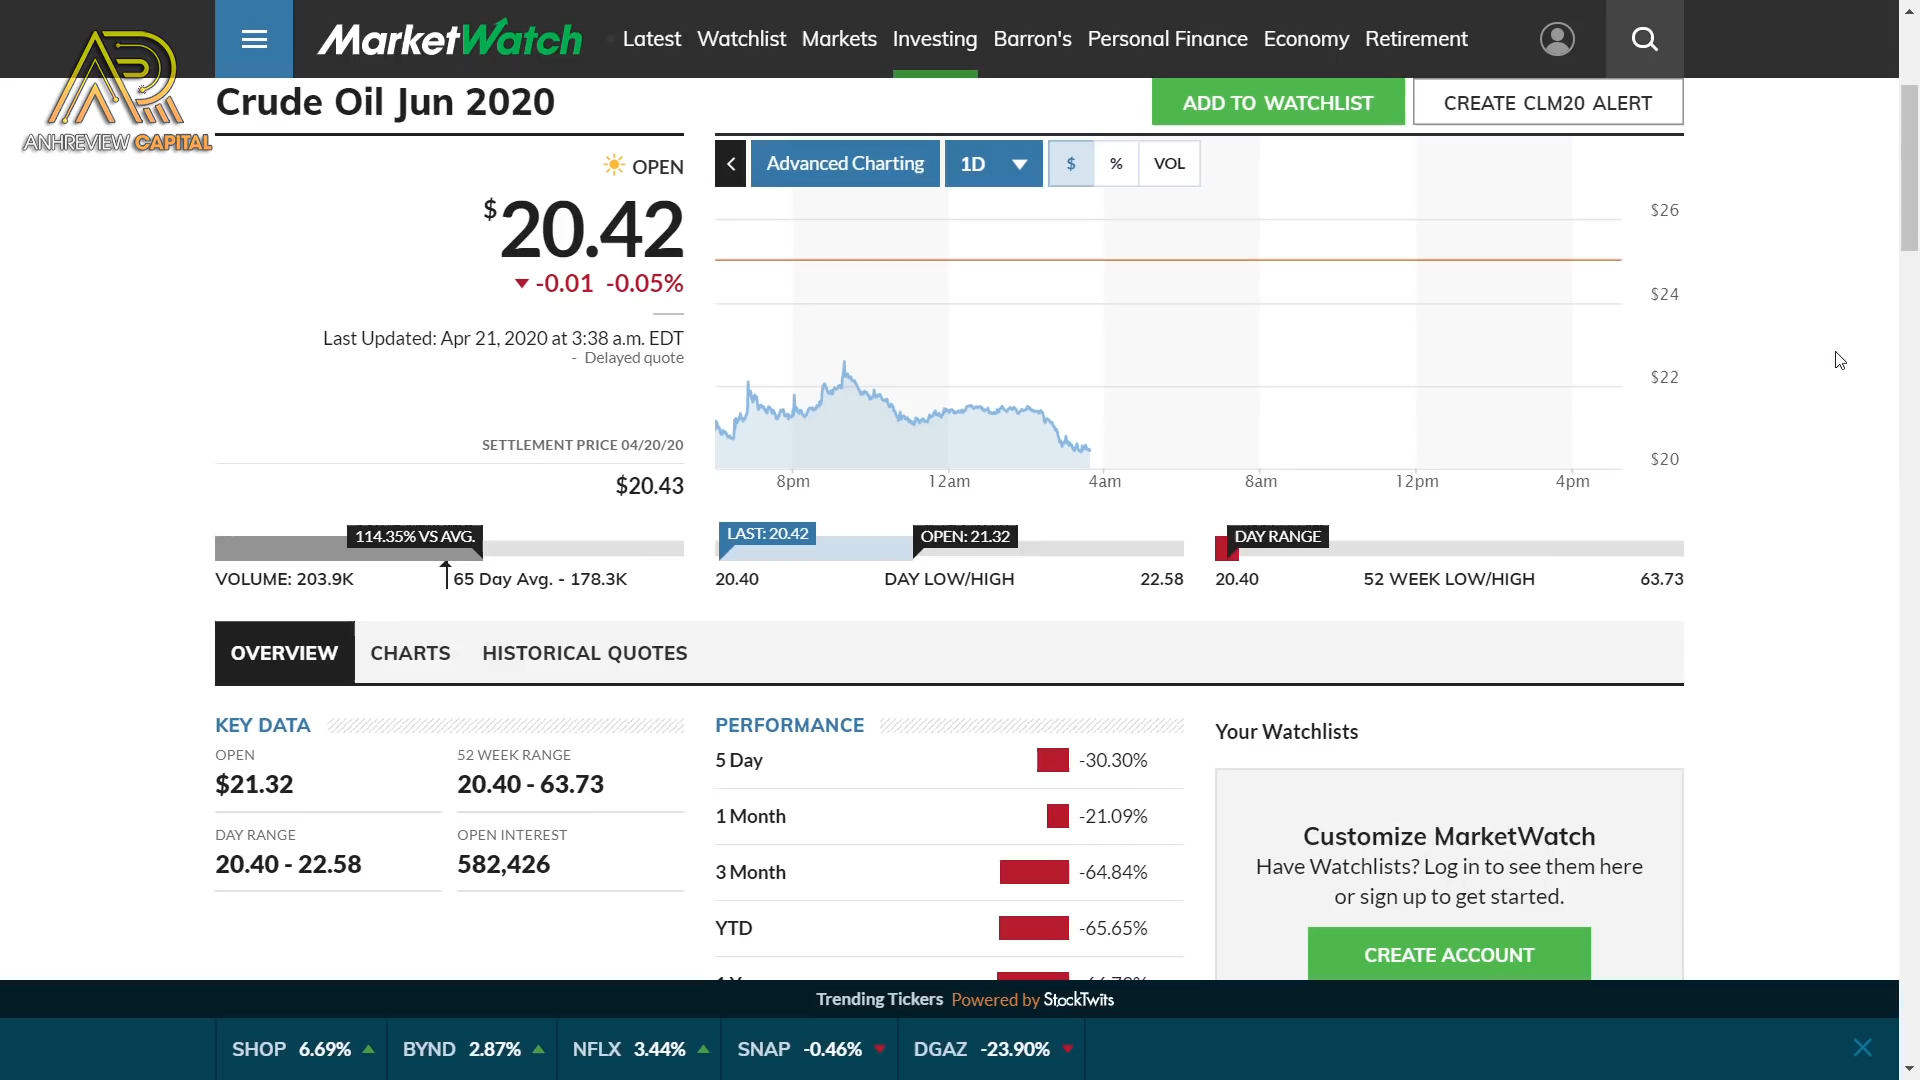 MarketWatch
Latest Watchlist Markets Investing Barron's Personal Finance Economy Retirement
ANHREVIEW CAPITAL
Crude Oil Jun 2020
ADD TO WATCHLIST
CREATE CLM20 ALERT
OPEN
$20.42
-0.01 -0.05%
Last Updated: Apr 21, 2020 at 3:38 a.m. EDT
- Delayed quote
SETTLEMENT PRICE 04/20/20
$20.43
Advanced Charting 1D $ % VOL
$26
$24
$22
$20
8pm 12am 4am 8am 12pm 4pm
114.35% VS AVG.
VOLUME: 203.9K 65 Day Avg. - 178.3K
LAST: 20.42 OPEN: 21.32
20.40 DAY LOW/HIGH 22.58
DAY RANGE
20.40 52 WEEK LOW/HIGH 63.73
OVERVIEW CHARTS HISTORICAL QUOTES
KEY DATA
OPEN
$21.32
52 WEEK RANGE
20.40 - 63.73
DAY RANGE
20.40 - 22.58
OPEN INTEREST
582,426
PERFORMANCE
5 Day -30.30%
1 Month -21.09%
3 Month -64.84%
YTD -65.65%
Your Watchlists
Customize MarketWatch
Have Watchlists? Log in to see them here
or sign up to get started.
CREATE ACCOUNT
Trending Tickers Powered by StockTwits
SHOP 6.69% BYND 2.87% NFLX 3.44% SNAP -0.46% DGAZ -23.90%